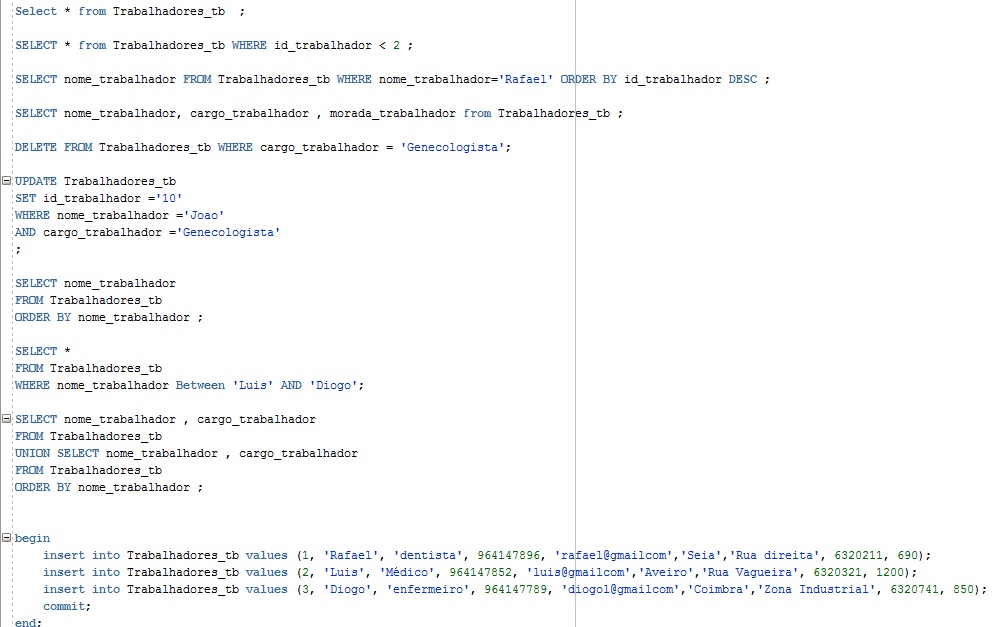 Select * from Trabalhadores_tb  ;
SELECT * from Trabalhadores_tb WHERE id_trabalhador < 2 ;
SELECT nome_trabalhador FROM Trabalhadores_tb WHERE nome_trabalhador='Rafael' ORDER BY id_trabalhador DESC ;
SELECT nome_trabalhador, cargo_trabalhador , morada_trabalhador from Trabalhadores_tb ;
DELETE FROM Trabalhadores_tb WHERE cargo_trabalhador = 'Genecologista';
UPDATE Trabalhadores_tb
SET id_trabalhador ='10'
WHERE nome_trabalhador ='Joao'
AND cargo_trabalhador ='Genecologista'
;
SELECT nome_trabalhador
FROM Trabalhadores_tb
ORDER BY nome_trabalhador ;
SELECT *
FROM Trabalhadores_tb
WHERE nome_trabalhador Between 'Luis' AND 'Diogo';
SELECT nome_trabalhador , cargo_trabalhador
FROM Trabalhadores_tb
UNION SELECT nome_trabalhador , cargo_trabalhador
FROM Trabalhadores_tb
ORDER BY nome_trabalhador ;
begin
    insert into Trabalhadores_tb values (1, 'Rafael', 'dentista', 964147896, 'rafael@gmailcom','Seia','Rua direita', 6320211, 690);
    insert into Trabalhadores_tb values (2, 'Luis', 'Médico', 964147852, 'luis@gmailcom','Aveiro','Rua Vagueira', 6320321, 1200);
    insert into Trabalhadores_tb values (3, 'Diogo', 'enfermeiro', 964147789, 'diogol@gmailcom','Coimbra','Zona Industrial', 6320741, 850);
    commit;
end;